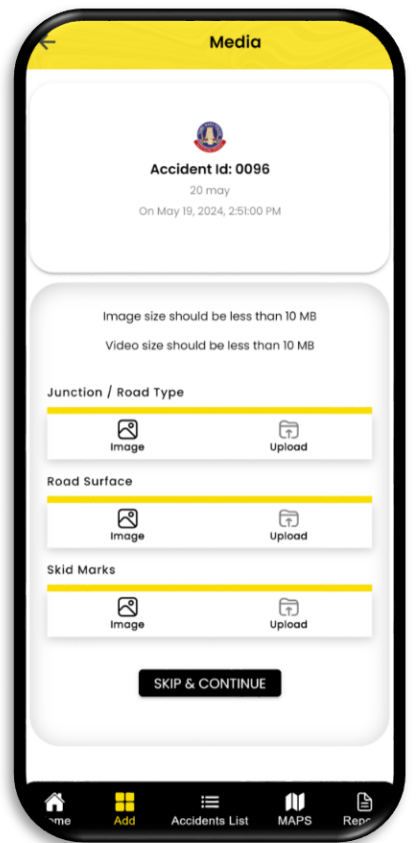 Media
Accident Id: 0096
20 may
On May 19, 2024, 2:51:00 PM
Image size should be less than 10 MB
Video size should be less than 10 MB
Junction / Road Type
Image Upload
Road Surface
Image Upload
Skid Marks
Image Upload
SKIP & CONTINUE
ome Add Accidents List MAPS Repo